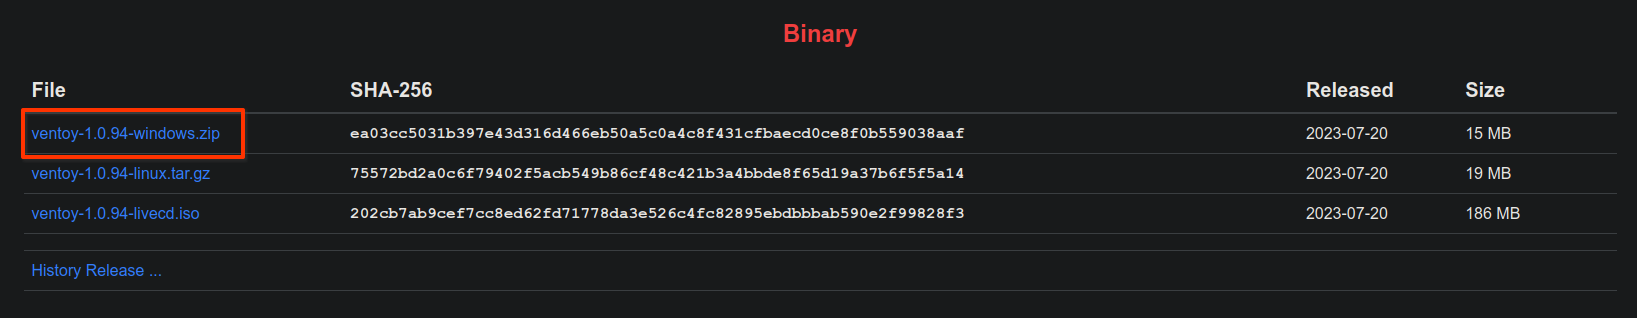 Binary
File SHA-256 Released Size
ventoy-1.0.94-windows.zip ea03cc5031b397e43d316d466eb50a5c0a4c8f431cfbaecd0ce8f0b559038aaf 2023-07-20 15 MB
ventoy-1.0.94-linux.tar.gz 75572bd2a0c6f79402f5acb549b86cf48c421b3a4bbde8f65d19a37b6f5f5a14 2023-07-20 19 MB
ventoy-1.0.94-livecd.iso 202cb7ab9cef7cc8ed62fd71778da3e526c4fc82895ebdbbbab590e2f99828f3 2023-07-20 186 MB
History Release ...